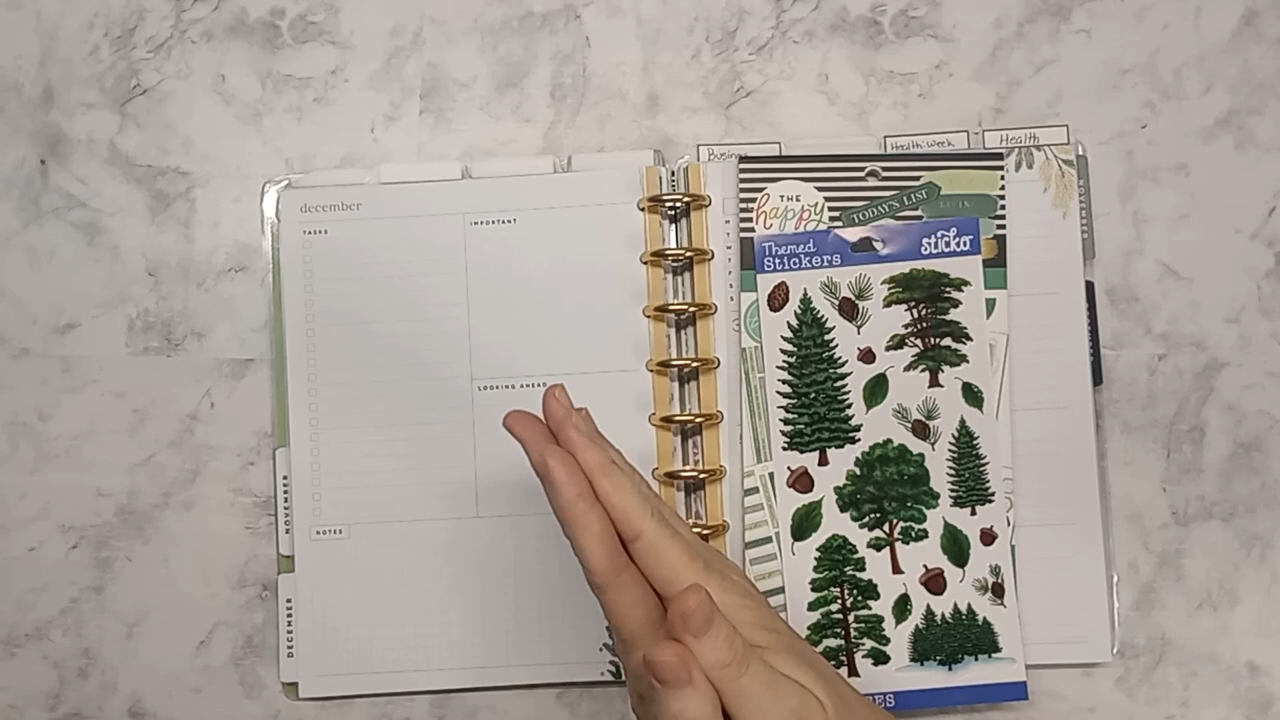 december
TASKS
IMPORTANT
LOOKING AHEAD
NOTES
NOVEMBER
DECEMBER
Health:Week
Health
THE
happy
TODAY'S LIST
Themed
Stickers
sticko
M
T
W
T
F
S
S
NOVEMBER